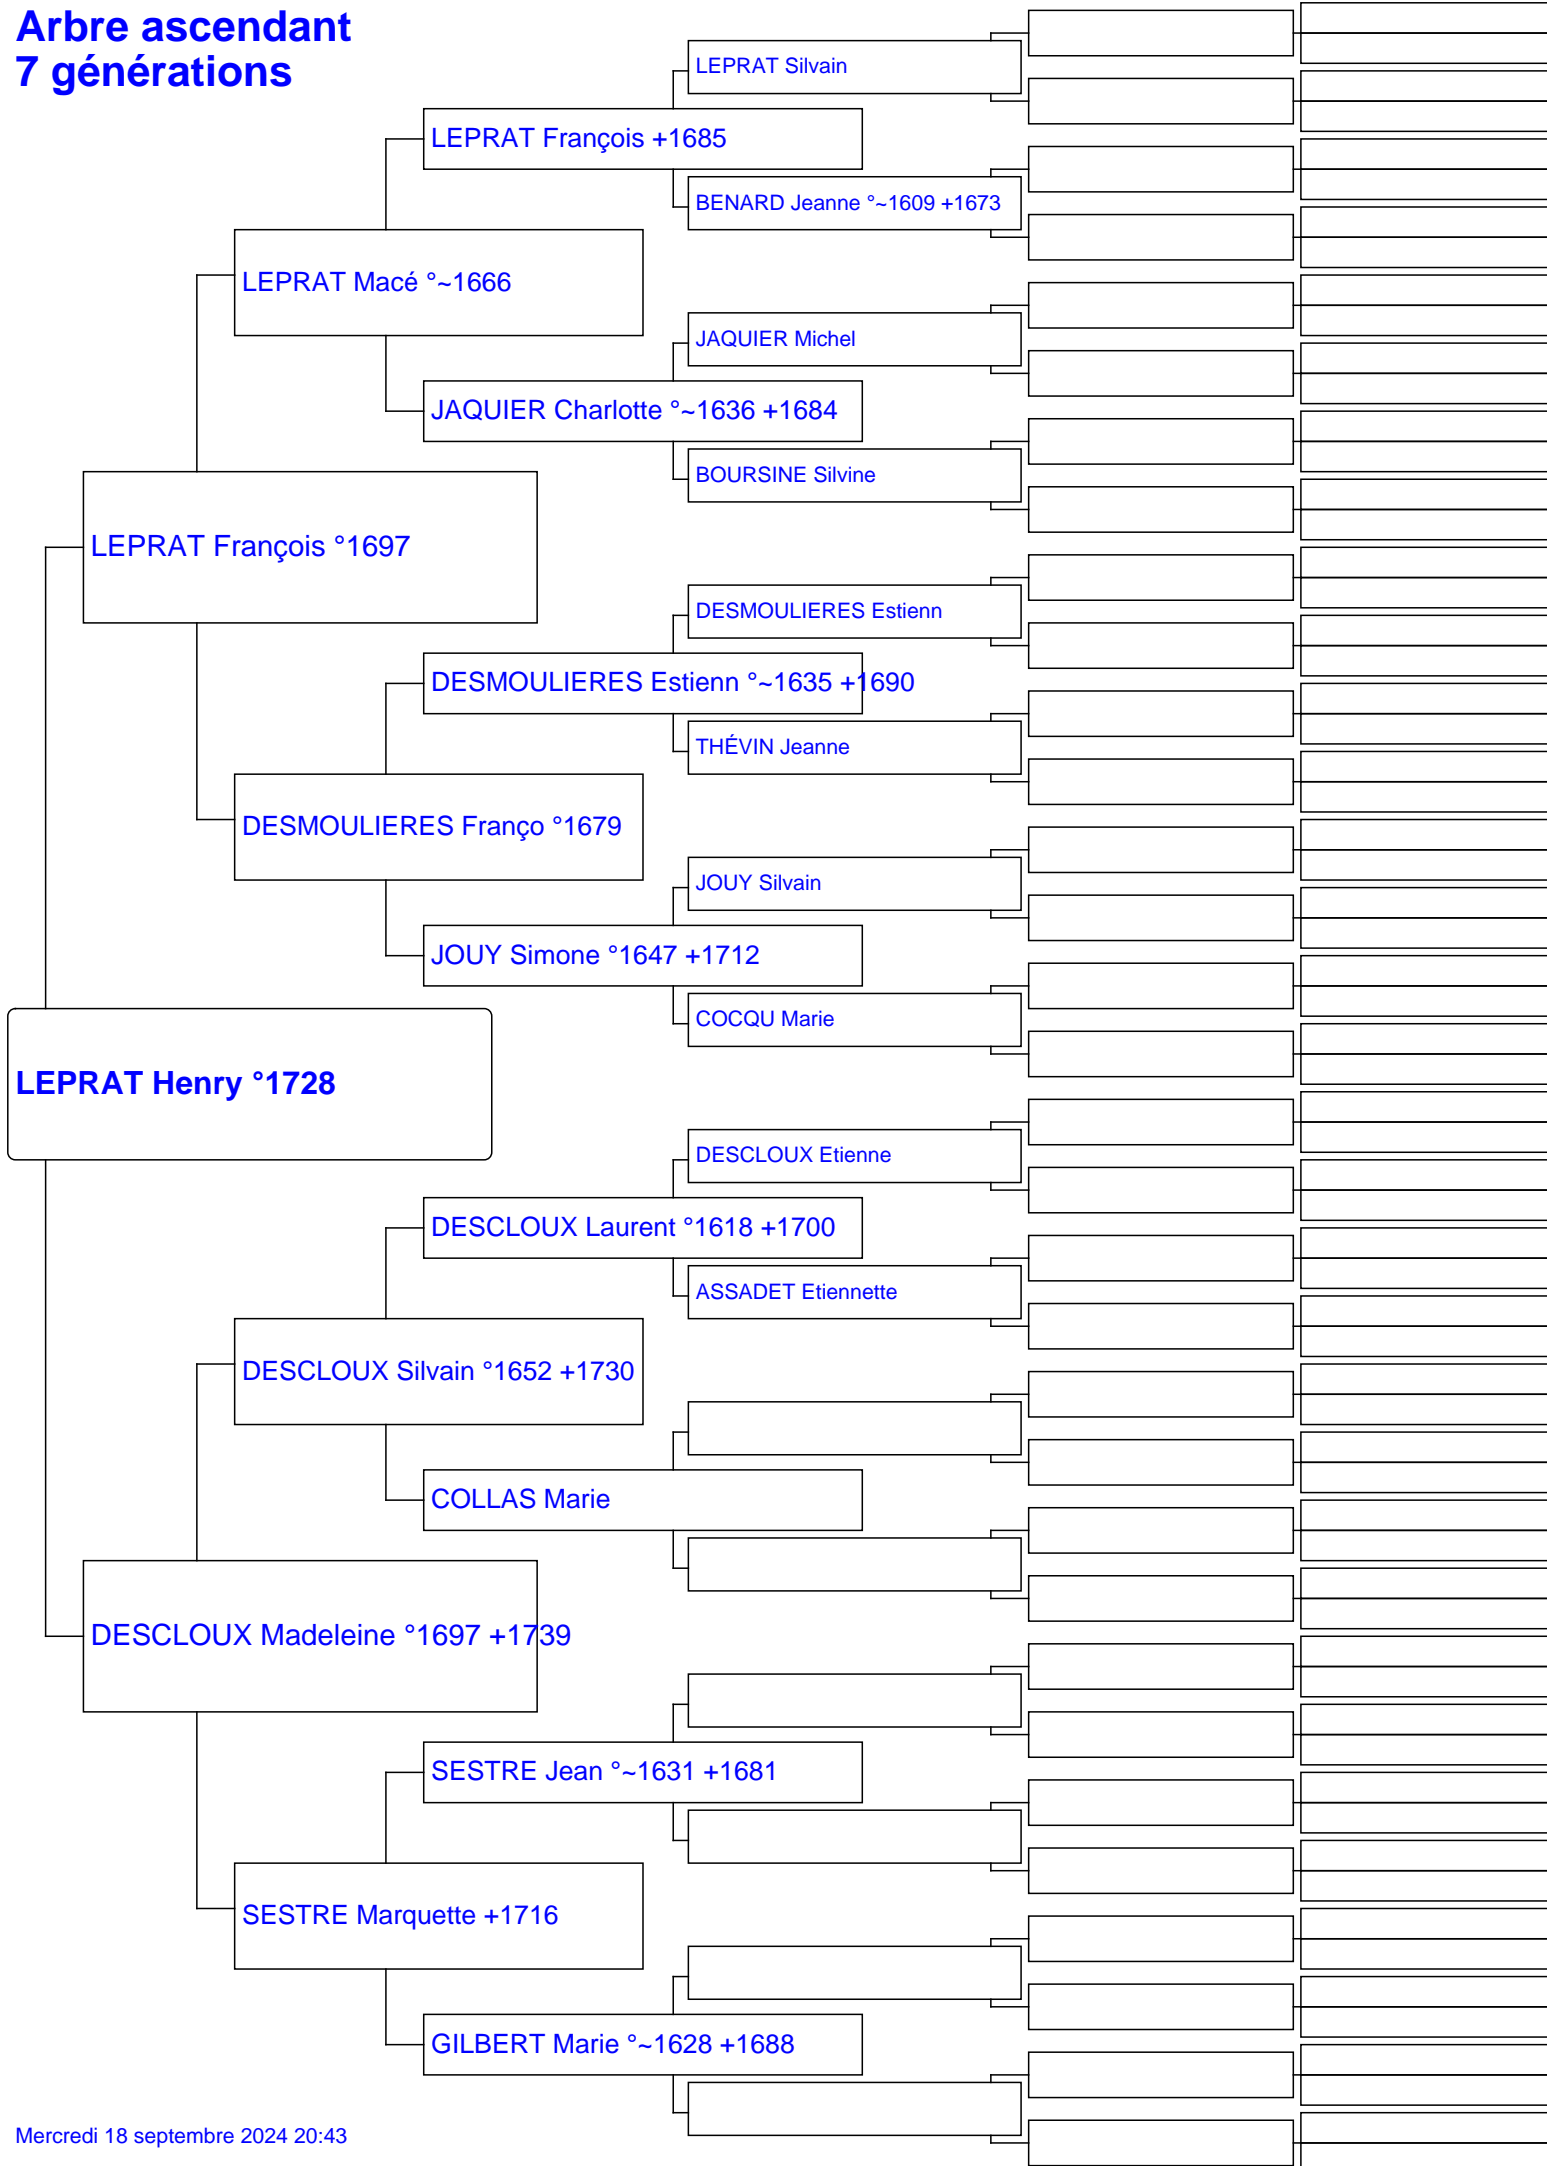 Arbre ascendant
7 générations
LEPRAT Silvain
LEPRAT François +1685
BENARD Jeanne °~1609 +1673
LEPRAT Macé °~1666
JAQUIER Michel
JAQUIER Charlotte °~1636 +1684
BOURSINE Silvine
LEPRAT François °1697
DESMOULIERES Estienn
DESMOULIERES Estienn °~1635 +1690
THÉVIN Jeanne
DESMOULIERES Franço °1679
JOUY Silvain
JOUY Simone °1647 +1712
COCQU Marie
LEPRAT Henry °1728
DESCLOUX Etienne
DESCLOUX Laurent °1618 +1700
ASSADET Etiennette
DESCLOUX Silvain °1652 +1730
COLLAS Marie
DESCLOUX Madeleine °1697 +1739
SESTRE Jean °~1631 +1681
SESTRE Marquette +1716
GILBERT Marie °~1628 +1688
Mercredi 18 septembre 2024 20:43